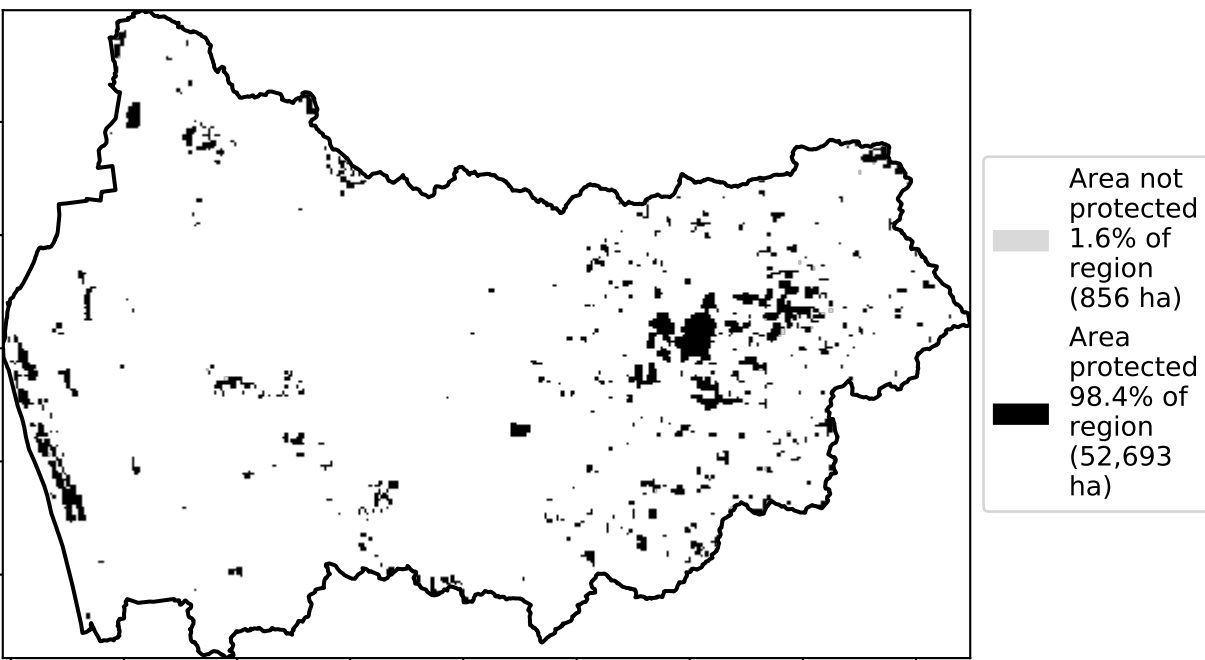 Area not
protected
1.6% of
region
(856 ha)
Area
protected
98.4% of
region
(52,693
ha)